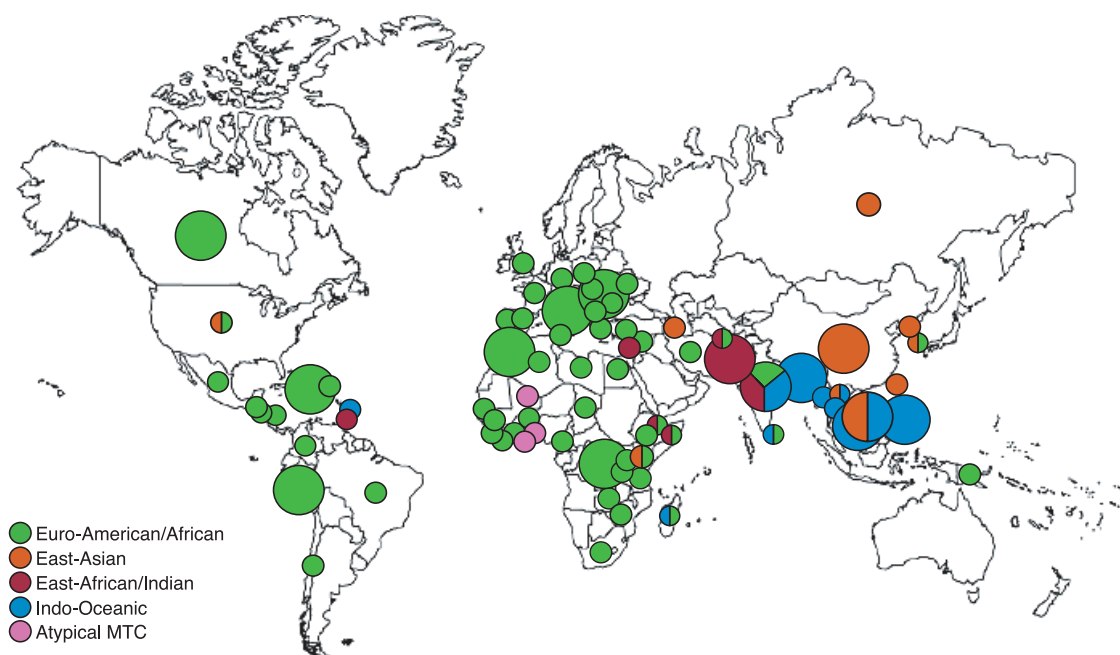 Euro-American/African
East-Asian
East-African/Indian
Indo-Oceanic
Atypical MTC